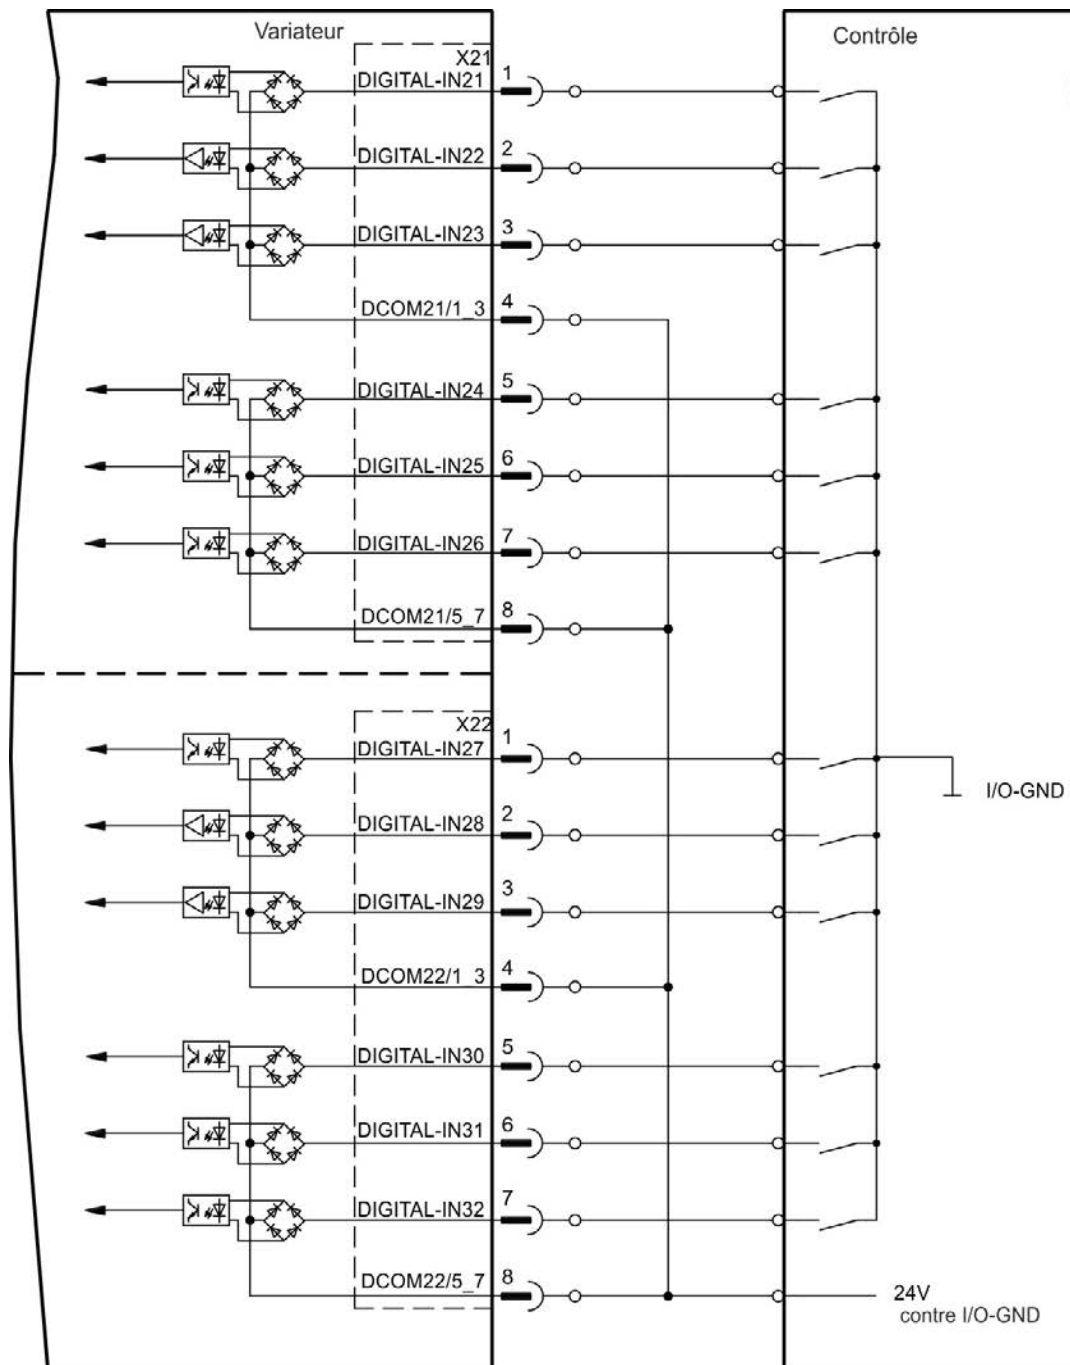 Variateur
Contrôle
X21
DIGITAL-IN21 1
DIGITAL-IN22 2
DIGITAL-IN23 3
DCOM21/1_3 4
DIGITAL-IN24 5
DIGITAL-IN25 6
DIGITAL-IN26 7
DCOM21/5_7 8
X22
DIGITAL-IN27 1
I/O-GND
DIGITAL-IN28 2
DIGITAL-IN29 3
DCOM22/1_3 4
DIGITAL-IN30 5
DIGITAL-IN31 6
DIGITAL-IN32 7
DCOM22/5_7 8
24V
contre I/O-GND